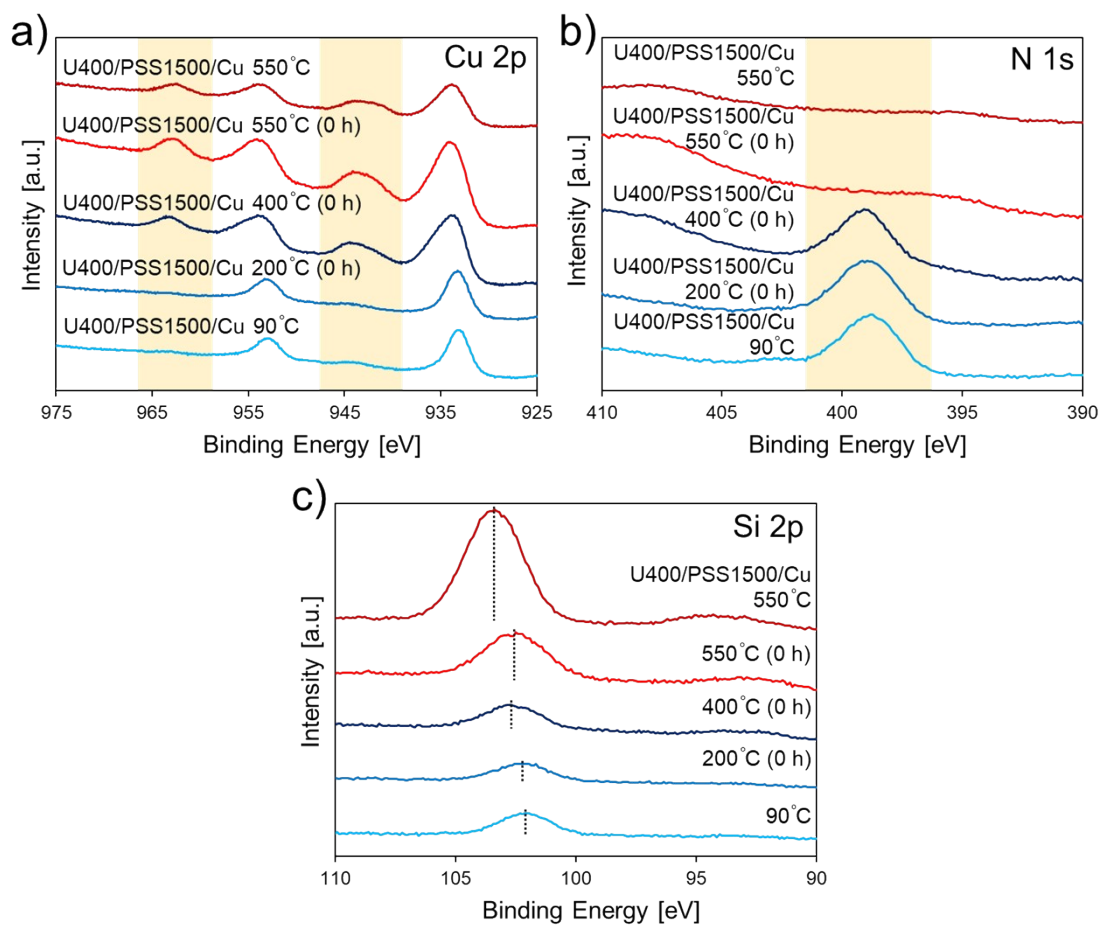 a)
Cu 2p
U400/PSS1500/Cu 550°C
U400/PSS1500/Cu 550°C (0 h)
U400/PSS1500/Cu 400°C (0 h)
U400/PSS1500/Cu 200°C (0 h)
U400/PSS1500/Cu 90°C
Intensity [a.u.]
975 965 955 945 935 925
Binding Energy [eV]
b)
N 1s
U400/PSS1500/Cu
550°C
U400/PSS1500/Cu
550°C (0 h)
U400/PSS1500/Cu
400°C (0 h)
U400/PSS1500/Cu
200°C (0 h)
U400/PSS1500/Cu
90°C
Intensity [a.u.]
410 405 400 395 390
Binding Energy [eV]
c)
Si 2p
U400/PSS1500/Cu
550°C
550°C (0 h)
400°C (0 h)
200°C (0 h)
90°C
Intensity [a.u.]
110 105 100 95 90
Binding Energy [eV]